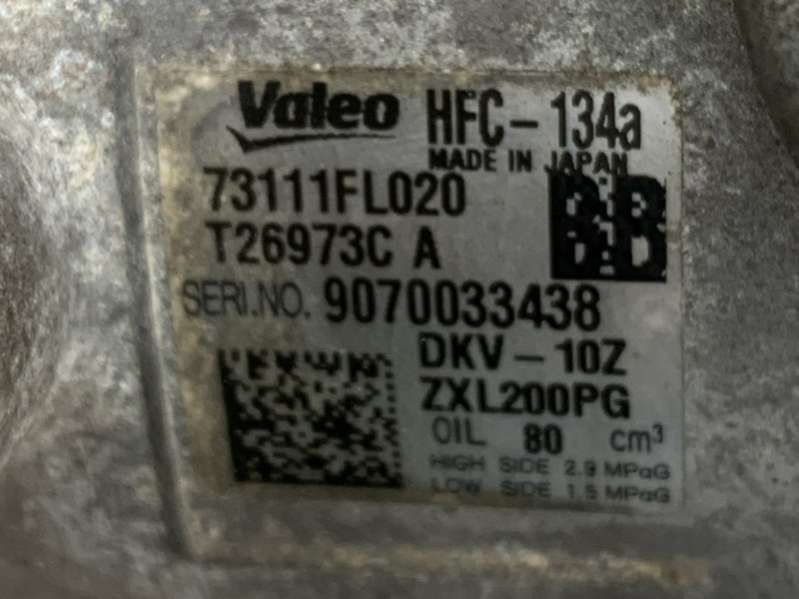 Valeo HFC-134a
MADE IN JAPAN
73111FL020
BB
T26973C A
SERI.NO. 9070033438
DKV-10Z
ZXL200PG
OIL 80 cm³
HIGH SIDE 2.9 MPaG
LOW SIDE 1.5 MPaG